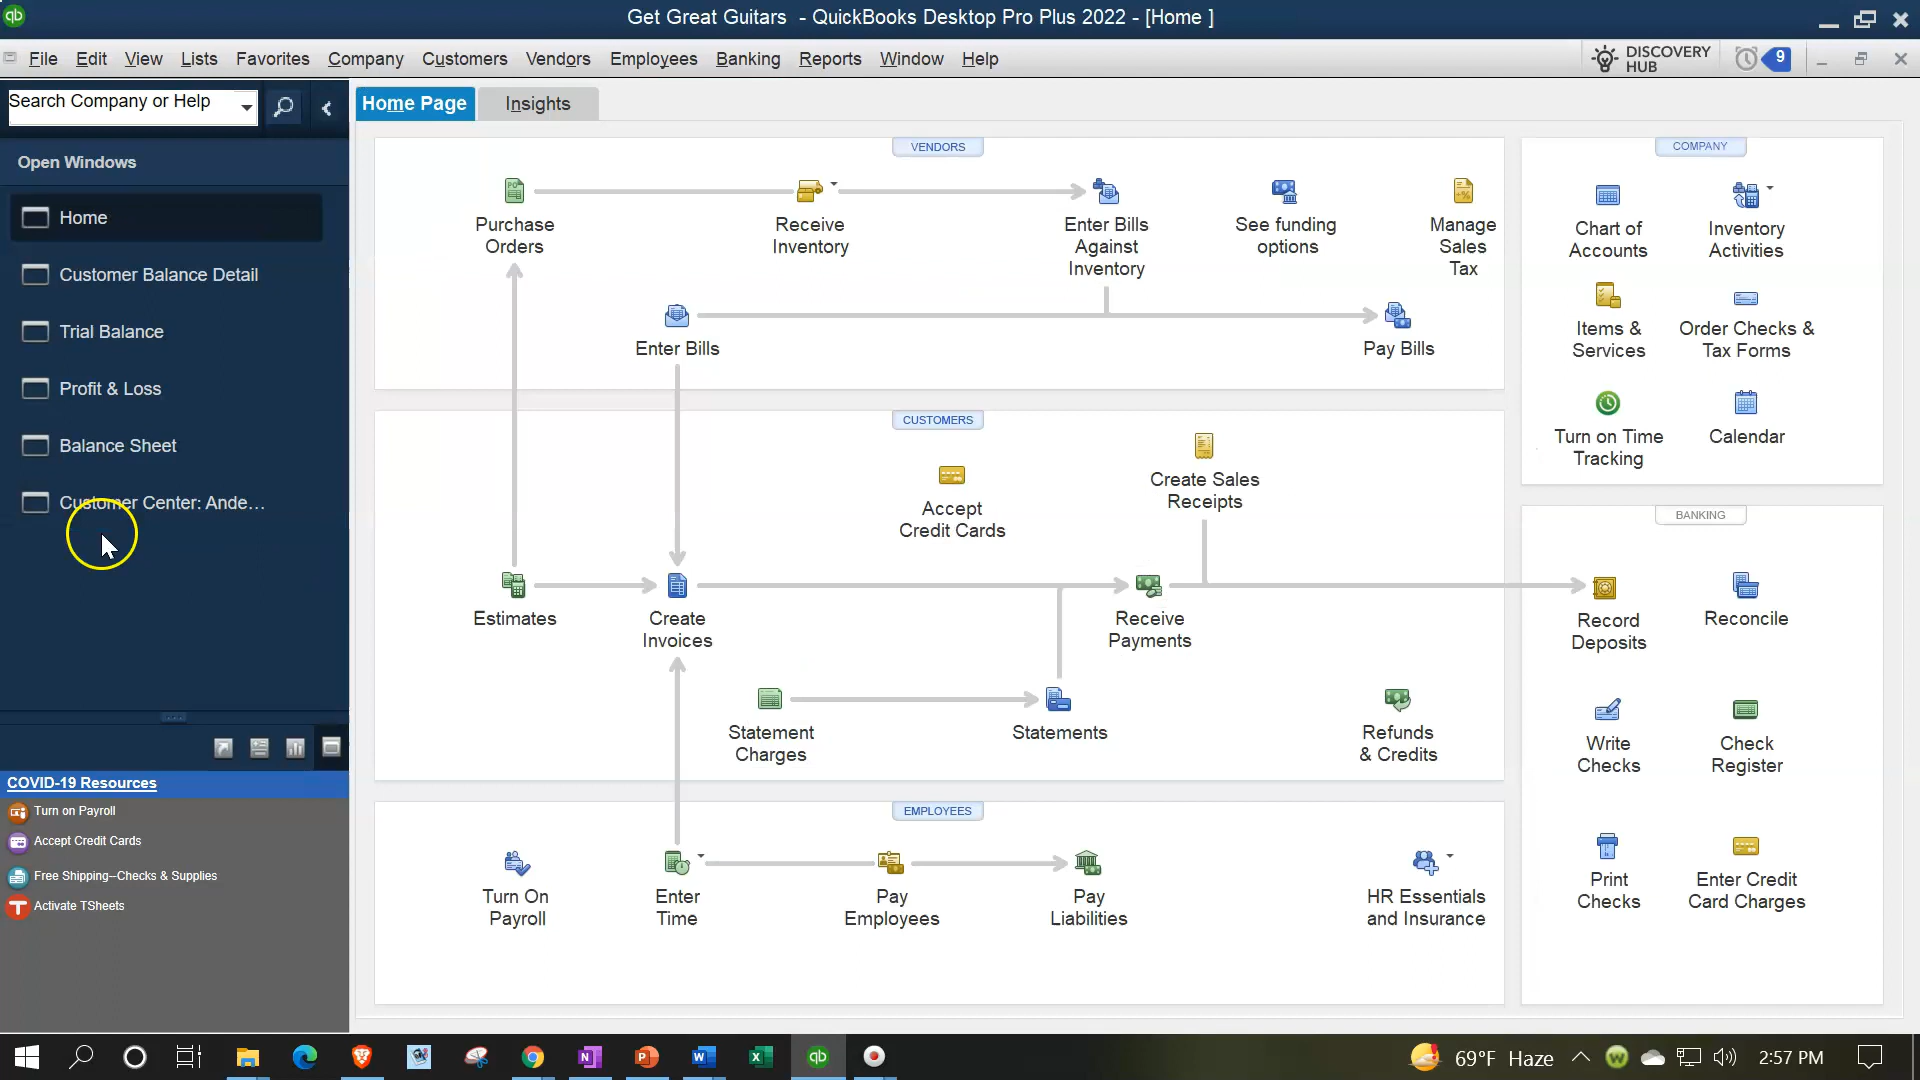 qb
Get Great Guitars - QuickBooks Desktop Pro Plus 2022 - [Home ]
File Edit View Lists Favorites Company Customers Vendors Employees Banking Reports Window Help
DISCOVERY
HUB
9
Search Company or Help
Home Page
Insights
Open Windows
Home
Customer Balance Detail
Trial Balance
Profit & Loss
Balance Sheet
Customer Center: Ande...
COVID-19 Resources
Turn on Payroll
Accept Credit Cards
Free Shipping--Checks & Supplies
Activate TSheets
VENDORS
Purchase
Orders
Receive
Inventory
Enter Bills
Against
Inventory
See funding
options
Manage
Sales
Tax
Enter Bills
Pay Bills
CUSTOMERS
Accept
Credit Cards
Create Sales
Receipts
Estimates
Create
Invoices
Receive
Payments
Statement
Charges
Statements
Refunds
& Credits
EMPLOYEES
Turn On
Payroll
Enter
Time
Pay
Employees
Pay
Liabilities
HR Essentials
and Insurance
COMPANY
Chart of
Accounts
Inventory
Activities
Items &
Services
Order Checks &
Tax Forms
Turn on Time
Tracking
Calendar
BANKING
Record
Deposits
Reconcile
Write
Checks
Check
Register
Print
Checks
Enter Credit
Card Charges
69°F Haze
2:57 PM